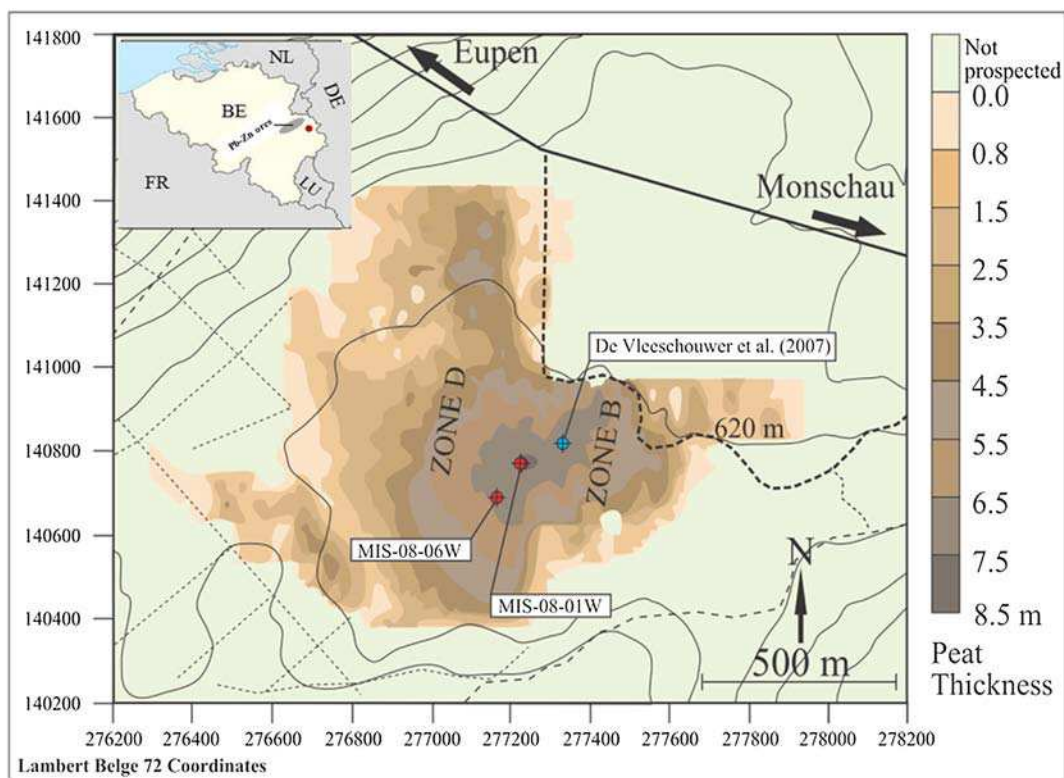 141800
141600
141400
141200
141000
140800
140600
140400
140200
276200 276400 276600 276800 277000 277200 277400 277600 277800 278000 278200
Lambert Belge 72 Coordinates
NL
DE
BE
Pb-Zn ores
FR
LU
Eupen
Monschau
De Vleeschouwer et al. (2007)
ZONE D
ZONE B
620 m
MIS-08-06W
MIS-08-01W
N
500 m
Not
prospected
0.0
0.8
1.5
2.5
3.5
4.5
5.5
6.5
7.5
8.5 m
Peat
Thickness